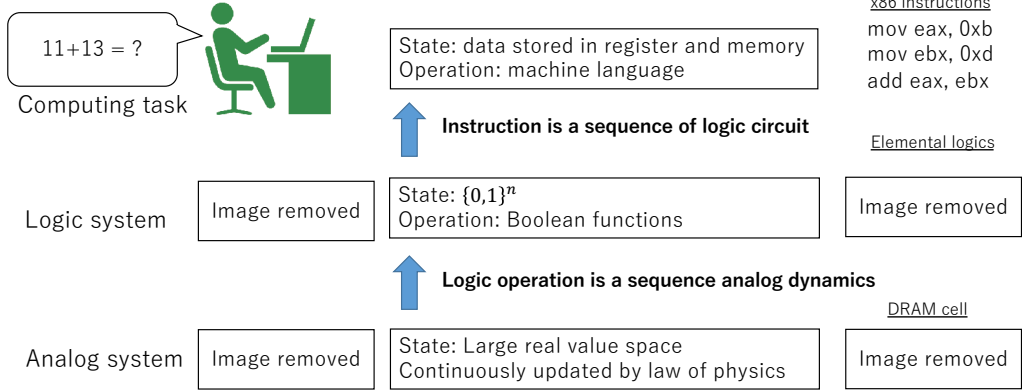 x86 instructions
11+13 = ?
State: data stored in register and memory
Operation: machine language
mov eax, 0xb
mov ebx, 0xd
add eax, ebx
Computing task
Instruction is a sequence of logic circuit
Elemental logics
Logic system
Image removed
State: {0,1}ⁿ
Operation: Boolean functions
Image removed
Logic operation is a sequence analog dynamics
DRAM cell
Analog system
Image removed
State: Large real value space
Continuously updated by law of physics
Image removed